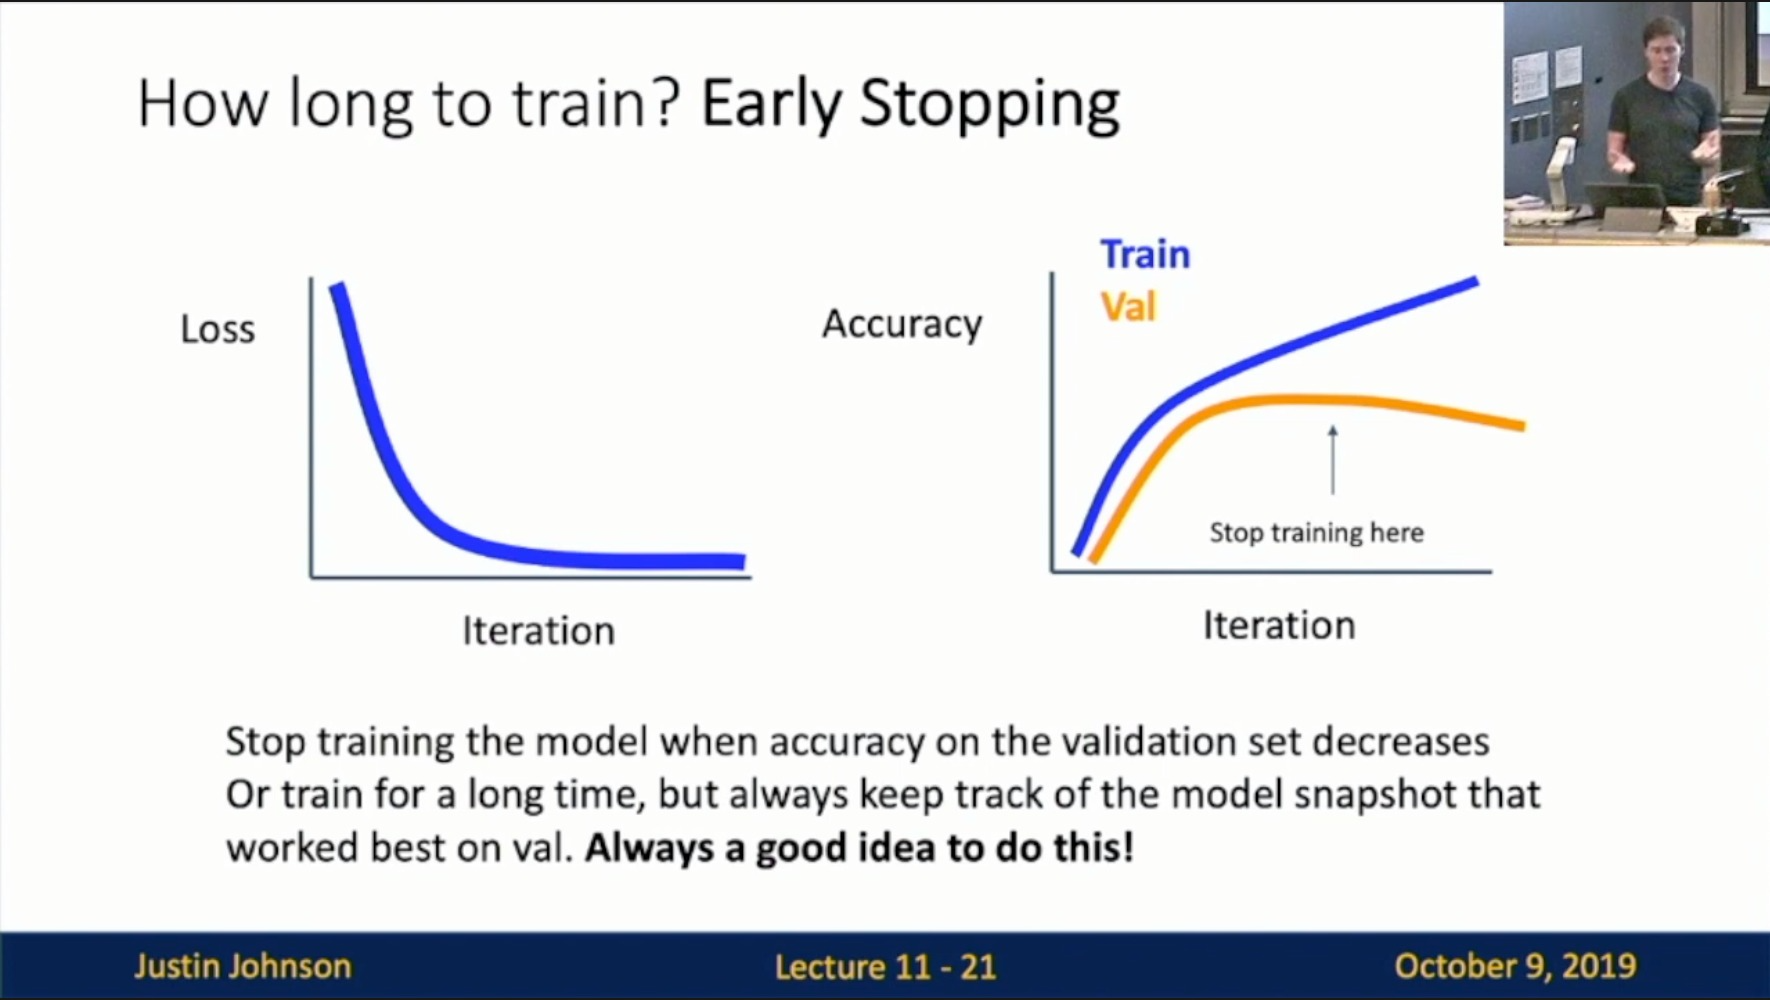 How long to train? Early Stopping
Loss
Iteration
Accuracy
Train
Val
Stop training here
Iteration
Stop training the model when accuracy on the validation set decreases
Or train for a long time, but always keep track of the model snapshot that
worked best on val. Always a good idea to do this!
Justin Johnson
Lecture 11 - 21
October 9, 2019